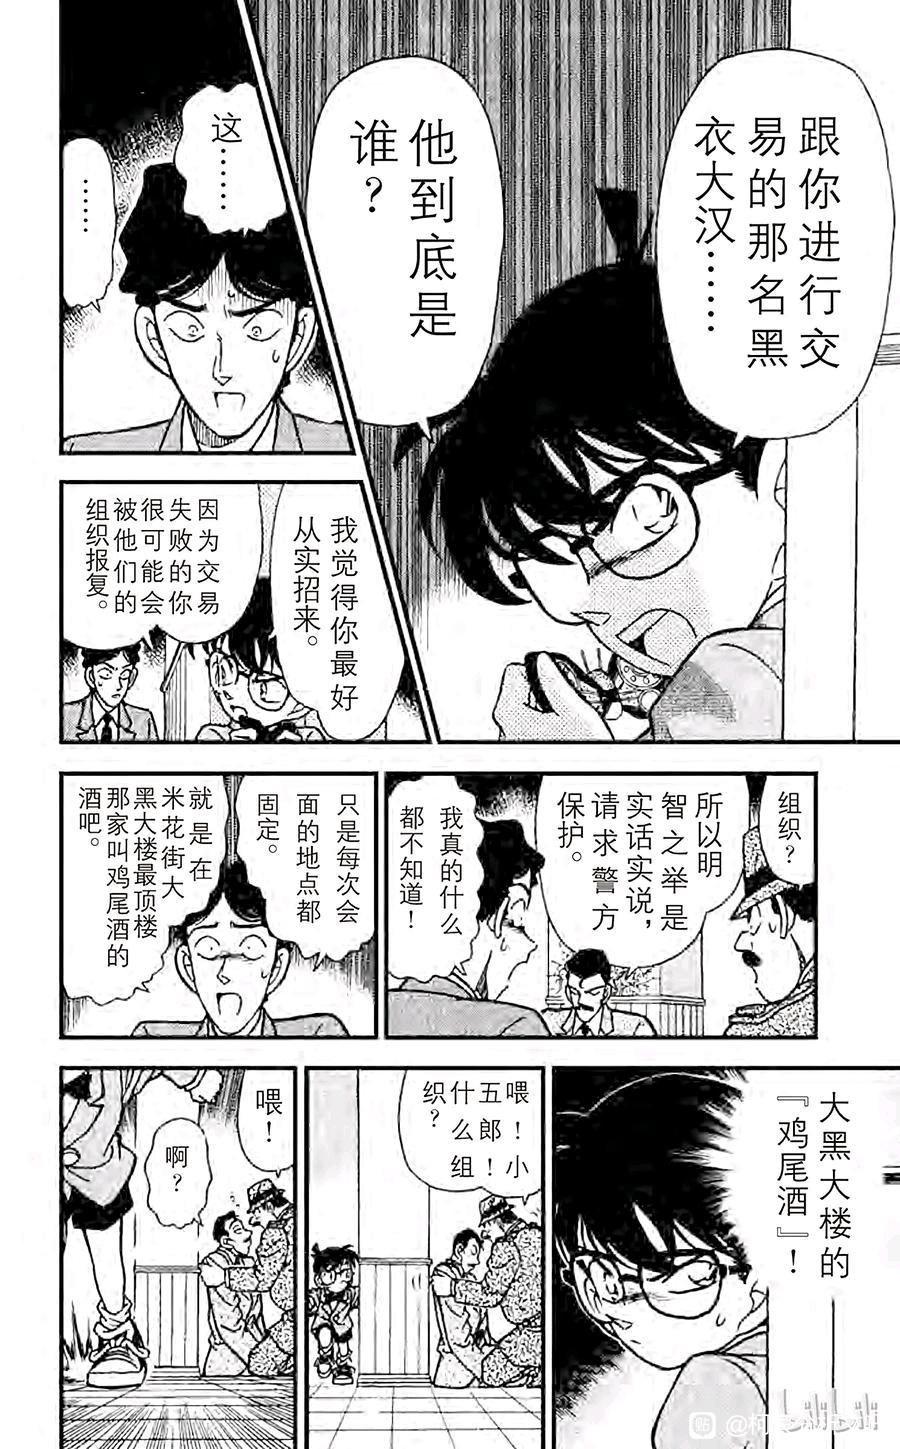 跟你进行交
易的那名黑
衣大汉……
他到底是
谁？
这……
……
我觉得你最好
从实招来。
因为交易
失败的你
很可能会
被他们的
组织报复。
组织？
所以明
智之举是
实话实说，
请求警方
保护。
我真的什么
都不知道！
只是每次会
面的地点都
固定。
就是在
米花街大
黑大楼最顶楼
那家叫鸡尾酒的
酒吧。
大黑大楼的
『鸡尾酒』！
喂！小
五郎！
什么组
织？
喂！
啊？